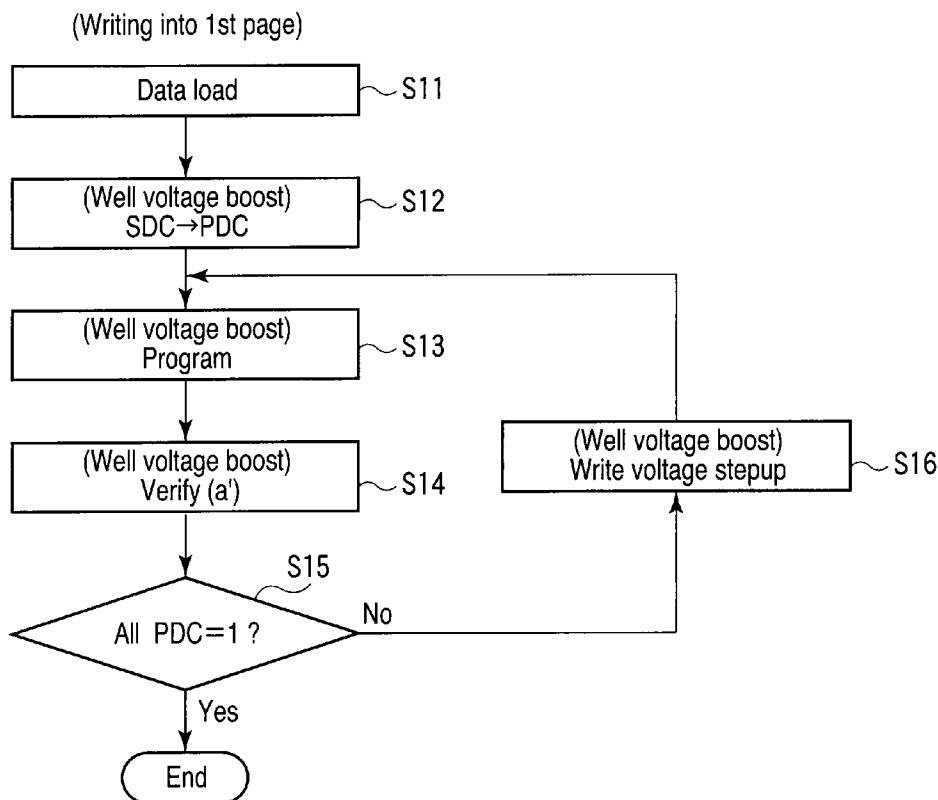 (Writing into 1st page)
Data load
S11
(Well voltage boost)
SDC→PDC
S12
(Well voltage boost)
Program
S13
(Well voltage boost)
Verify (a')
S14
(Well voltage boost)
Write voltage stepup
S16
S15
All PDC=1 ?
No
Yes
End